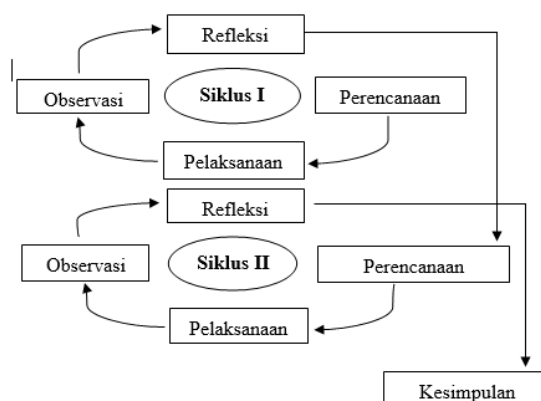 Refleksi
Observasi
Siklus I
Perencanaan
Pelaksanaan
Refleksi
Observasi
Siklus II
Perencanaan
Pelaksanaan
Kesimpulan